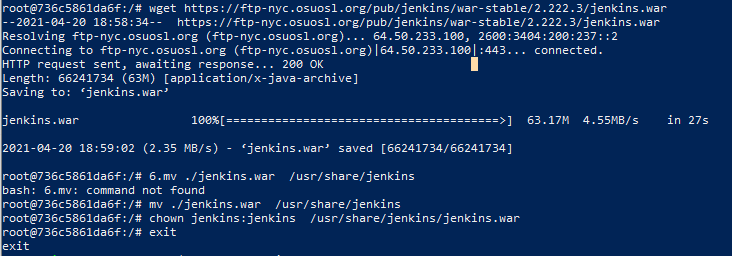 root@736c5861da6f:/# wget https://ftp-nyc.osuosl.org/pub/jenkins/war-stable/2.222.3/jenkins.war
--2021-04-20 18:58:34--  https://ftp-nyc.osuosl.org/pub/jenkins/war-stable/2.222.3/jenkins.war
Resolving ftp-nyc.osuosl.org (ftp-nyc.osuosl.org)... 64.50.233.100, 2600:3404:200:237::2
Connecting to ftp-nyc.osuosl.org (ftp-nyc.osuosl.org)|64.50.233.100|:443... connected.
HTTP request sent, awaiting response... 200 OK
Length: 66241734 (63M) [application/x-java-archive]
Saving to: ‘jenkins.war’
jenkins.war                  100%[=======================================>]  63.17M  4.55MB/s    in 27s
2021-04-20 18:59:02 (2.35 MB/s) - ‘jenkins.war’ saved [66241734/66241734]
root@736c5861da6f:/# 6.mv ./jenkins.war  /usr/share/jenkins
bash: 6.mv: command not found
root@736c5861da6f:/# mv ./jenkins.war  /usr/share/jenkins
root@736c5861da6f:/# chown jenkins:jenkins  /usr/share/jenkins/jenkins.war
root@736c5861da6f:/# exit
exit